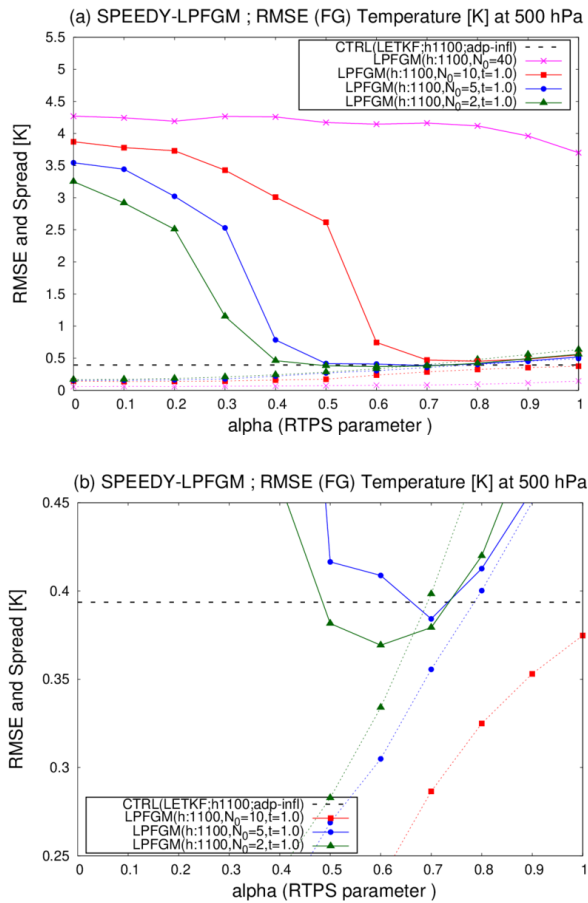 (a) SPEEDY-LPFGM ; RMSE (FG) Temperature [K] at 500 hPa
5.5
5
4.5
4
3.5
3
2.5
2
1.5
1
0.5
0
RMSE and Spread [K]
CTRL(LETKF;h1100;adp-infl)
LPFGM(h:1100,N0=40)
LPFGM(h:1100,N0=10,t=1.0)
LPFGM(h:1100,N0=5,t=1.0)
LPFGM(h:1100,N0=2,t=1.0)
0 0.1 0.2 0.3 0.4 0.5 0.6 0.7 0.8 0.9 1
alpha (RTPS parameter )
(b) SPEEDY-LPFGM ; RMSE (FG) Temperature [K] at 500 hPa
0.45
0.4
0.35
0.3
0.25
RMSE and Spread [K]
CTRL(LETKF;h1100;adp-infl)
LPFGM(h:1100,N0=10,t=1.0)
LPFGM(h:1100,N0=5,t=1.0)
LPFGM(h:1100,N0=2,t=1.0)
0 0.1 0.2 0.3 0.4 0.5 0.6 0.7 0.8 0.9 1
alpha (RTPS parameter )